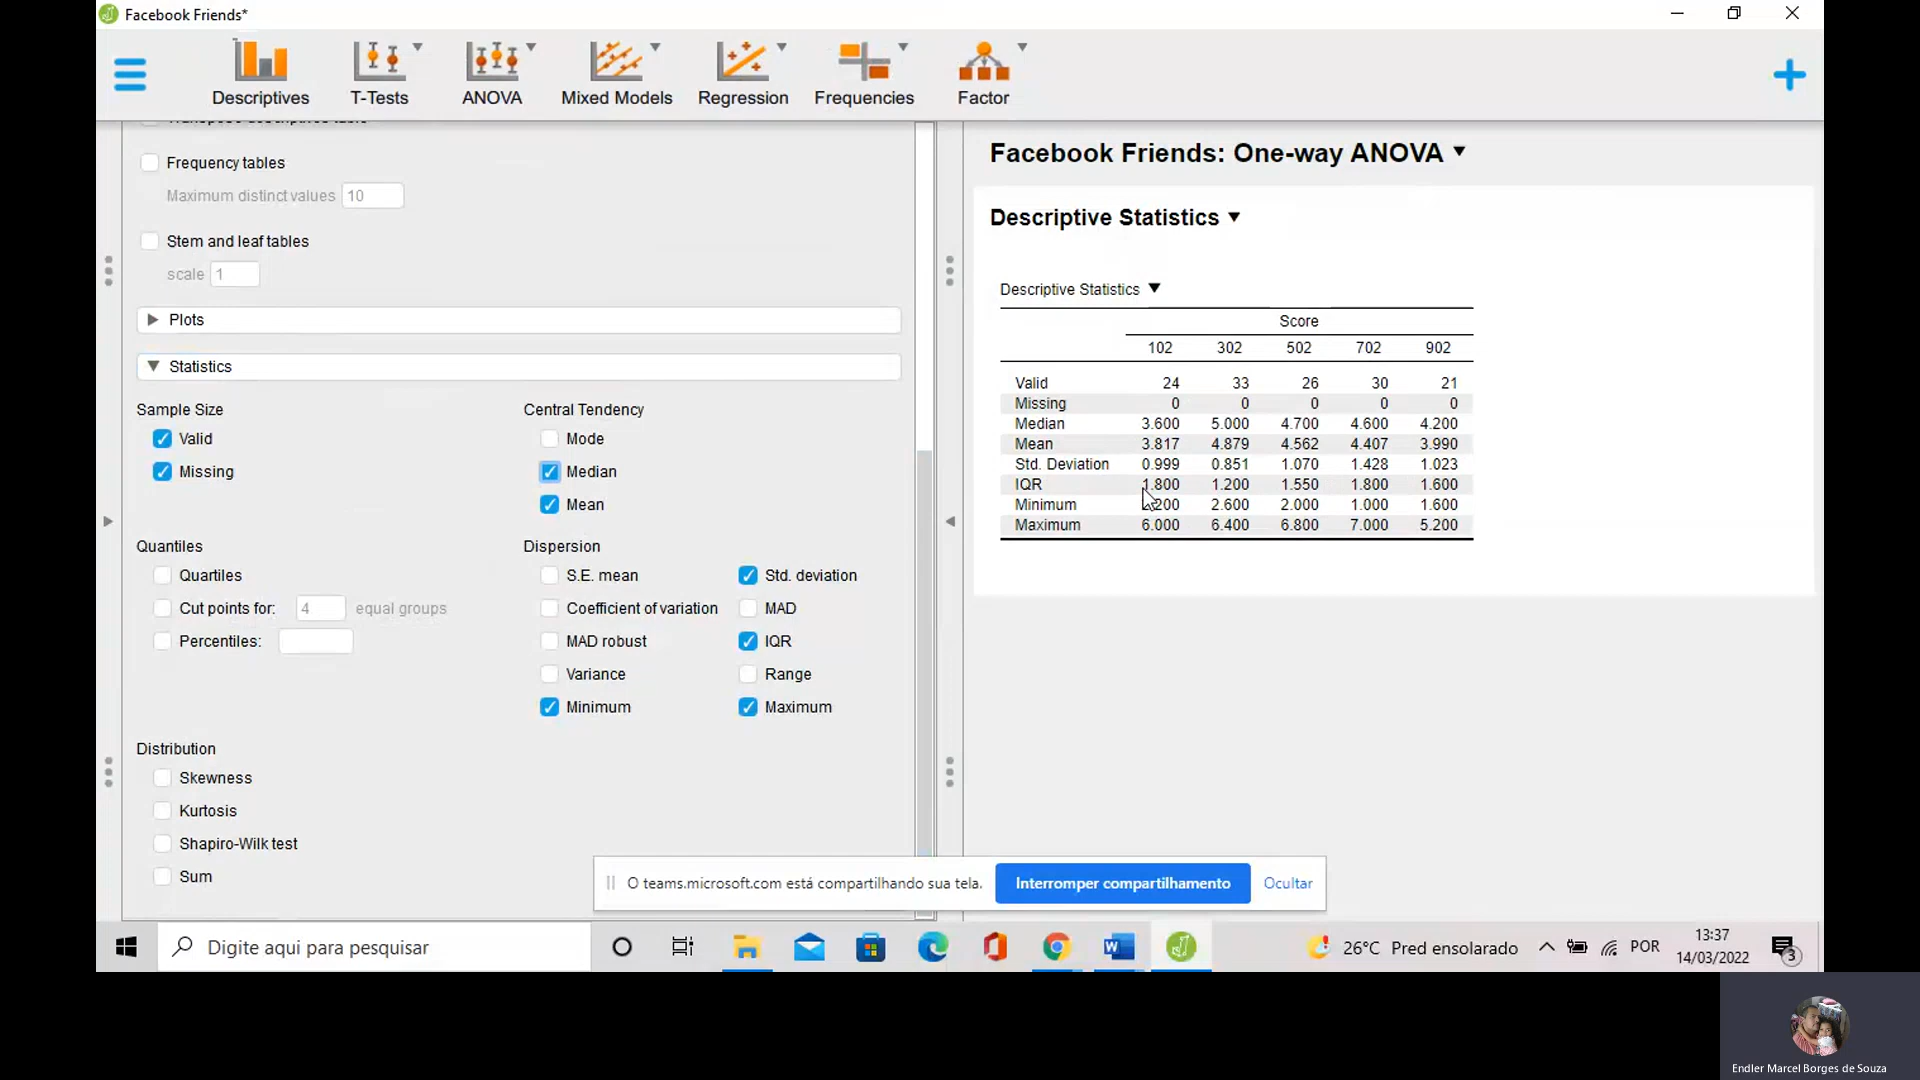 Facebook Friends*
Descriptives T-Tests ANOVA Mixed Models Regression Frequencies Factor
Frequency tables
Maximum distinct values 10
Stem and leaf tables
scale 1
Plots
Statistics
Sample Size Central Tendency
Valid Mode
Missing Median
Mean
Quantiles Dispersion
Quartiles S.E. mean Std. deviation
Cut points for: 4 equal groups Coefficient of variation MAD
Percentiles: MAD robust IQR
Variance Range
Minimum Maximum
Distribution
Skewness
Kurtosis
Shapiro-Wilk test
Sum
Facebook Friends: One-way ANOVA
Descriptive Statistics
Descriptive Statistics
Score
102 302 502 702 902
Valid 24 33 26 30 21
Missing 0 0 0 0 0
Median 3.600 5.000 4.700 4.600 4.200
Mean 3.817 4.879 4.562 4.407 3.990
Std. Deviation 0.999 0.851 1.070 1.428 1.023
IQR 1.800 1.200 1.550 1.800 1.600
Minimum 2.600 2.000 1.000 1.600
Maximum 6.000 6.400 6.800 7.000 5.200
O teams.microsoft.com está compartilhando sua tela. Interromper compartilhamento Ocultar
Digite aqui para pesquisar 26°C Pred ensolarado POR 13:37
14/03/2022 3
Endler Marcel Borges de Souza